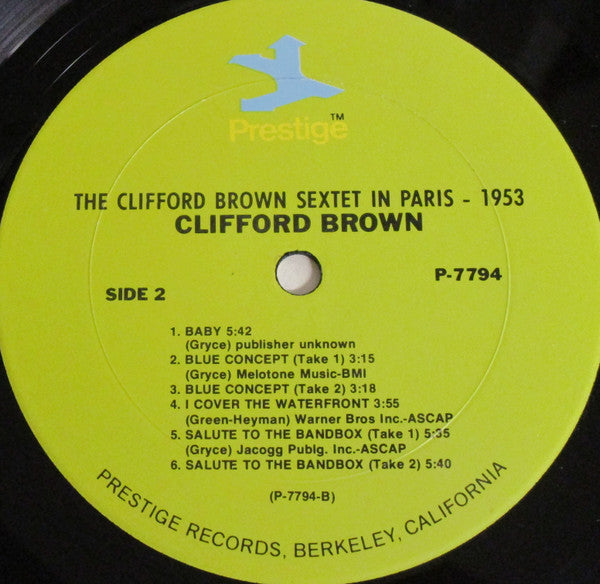 Prestige™
THE CLIFFORD BROWN SEXTET IN PARIS - 1953
CLIFFORD BROWN
P-7794
SIDE 2
1. BABY 5:42
(Gryce) publisher unknown
2. BLUE CONCEPT (Take 1) 3:15
(Gryce) Melotone Music-BMI
3. BLUE CONCEPT (Take 2) 3:18
4. I COVER THE WATERFRONT 3:55
(Green-Heyman) Warner Bros Inc.-ASCAP
5. SALUTE TO THE BANDBOX (Take 1) 5:35
(Gryce) Jacogg Publg. Inc.-ASCAP
6. SALUTE TO THE BANDBOX (Take 2) 5:40
(P-7794-B)
PRESTIGE RECORDS, BERKELEY, CALIFORNIA